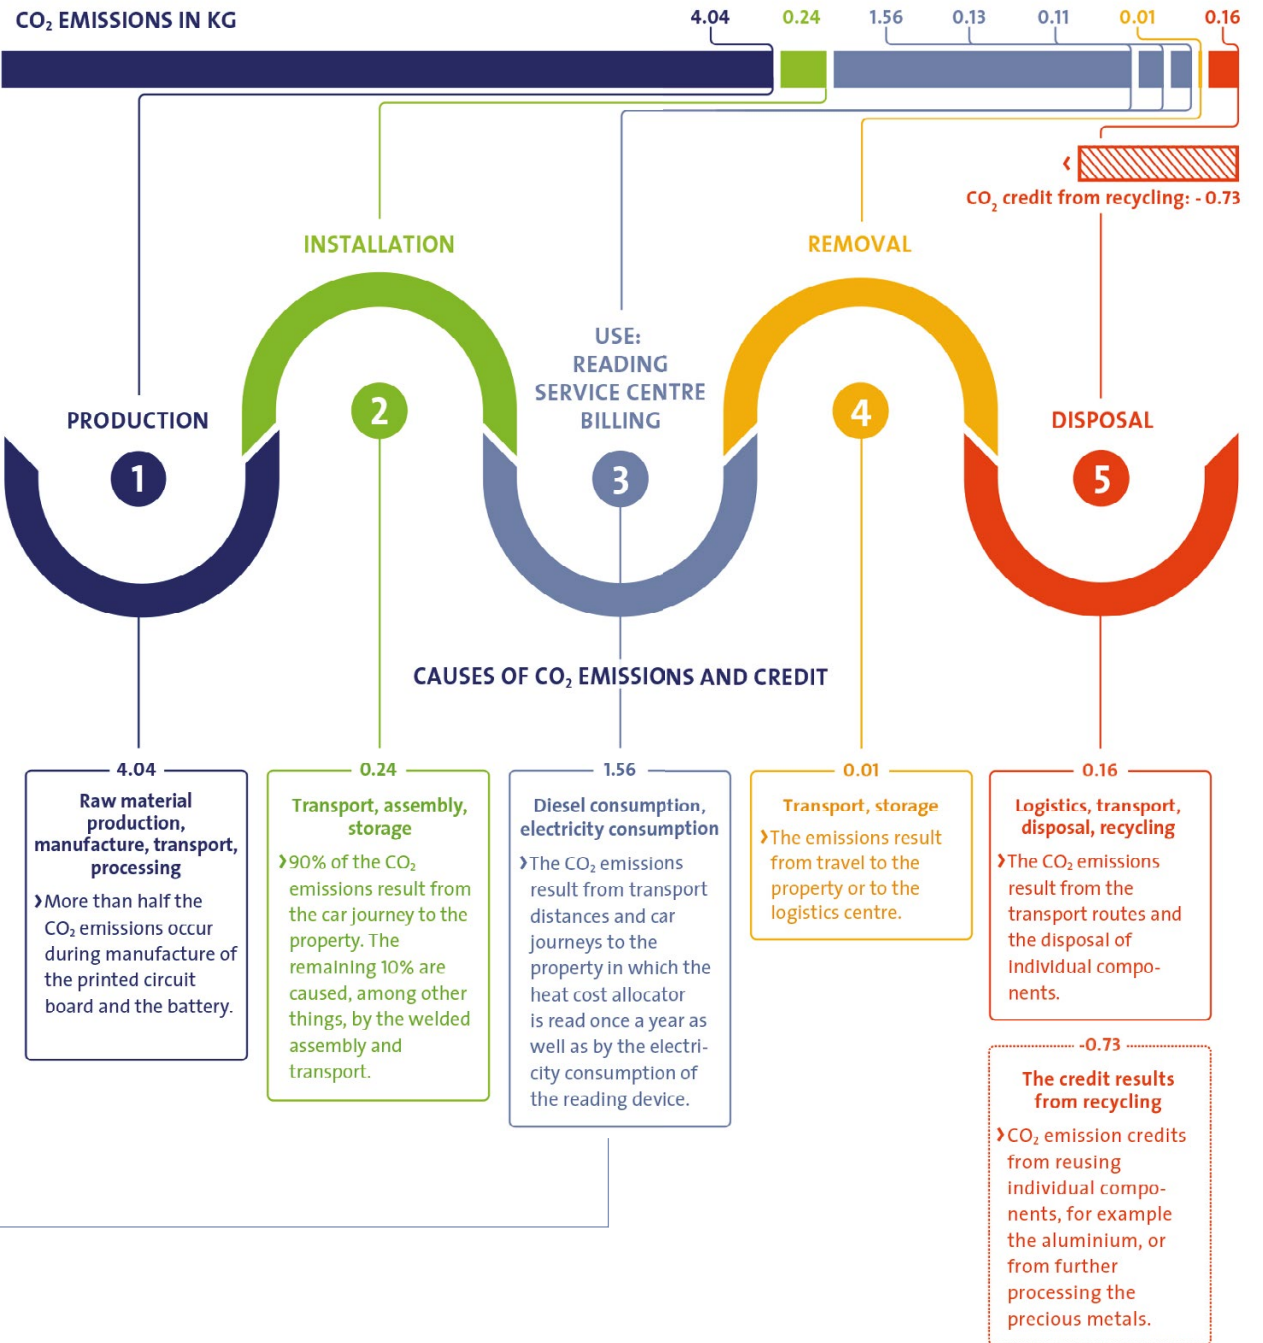 CO₂ EMISSIONS IN KG
4.04
0.24
1.56
0.13
0.11
0.01
0.16
CO₂ credit from recycling: - 0.73
INSTALLATION
REMOVAL
USE:
READING
SERVICE CENTRE
BILLING
PRODUCTION
DISPOSAL
1
2
3
4
5
CAUSES OF CO₂ EMISSIONS AND CREDIT
4.04
Raw material
production,
manufacture, transport,
processing
›More than half the
CO₂ emissions occur
during manufacture of
the printed circuit
board and the battery.
0.24
Transport, assembly,
storage
›90% of the CO₂
emissions result from
the car journey to the
property. The
remaining 10% are
caused, among other
things, by the welded
assembly and
transport.
1.56
Diesel consumption,
electricity consumption
›The CO₂ emissions
result from transport
distances and car
journeys to the
property in which the
heat cost allocator
is read once a year as
well as by the electri-
city consumption of
the reading device.
0.01
Transport, storage
›The emissions result
from travel to the
property or to the
logistics centre.
0.16
Logistics, transport,
disposal, recycling
›The CO₂ emissions
result from the
transport routes and
the disposal of
individual compo-
nents.
-0.73
The credit results
from recycling
›CO₂ emission credits
from reusing
individual compo-
nents, for example
the aluminium, or
from further
processing the
precious metals.